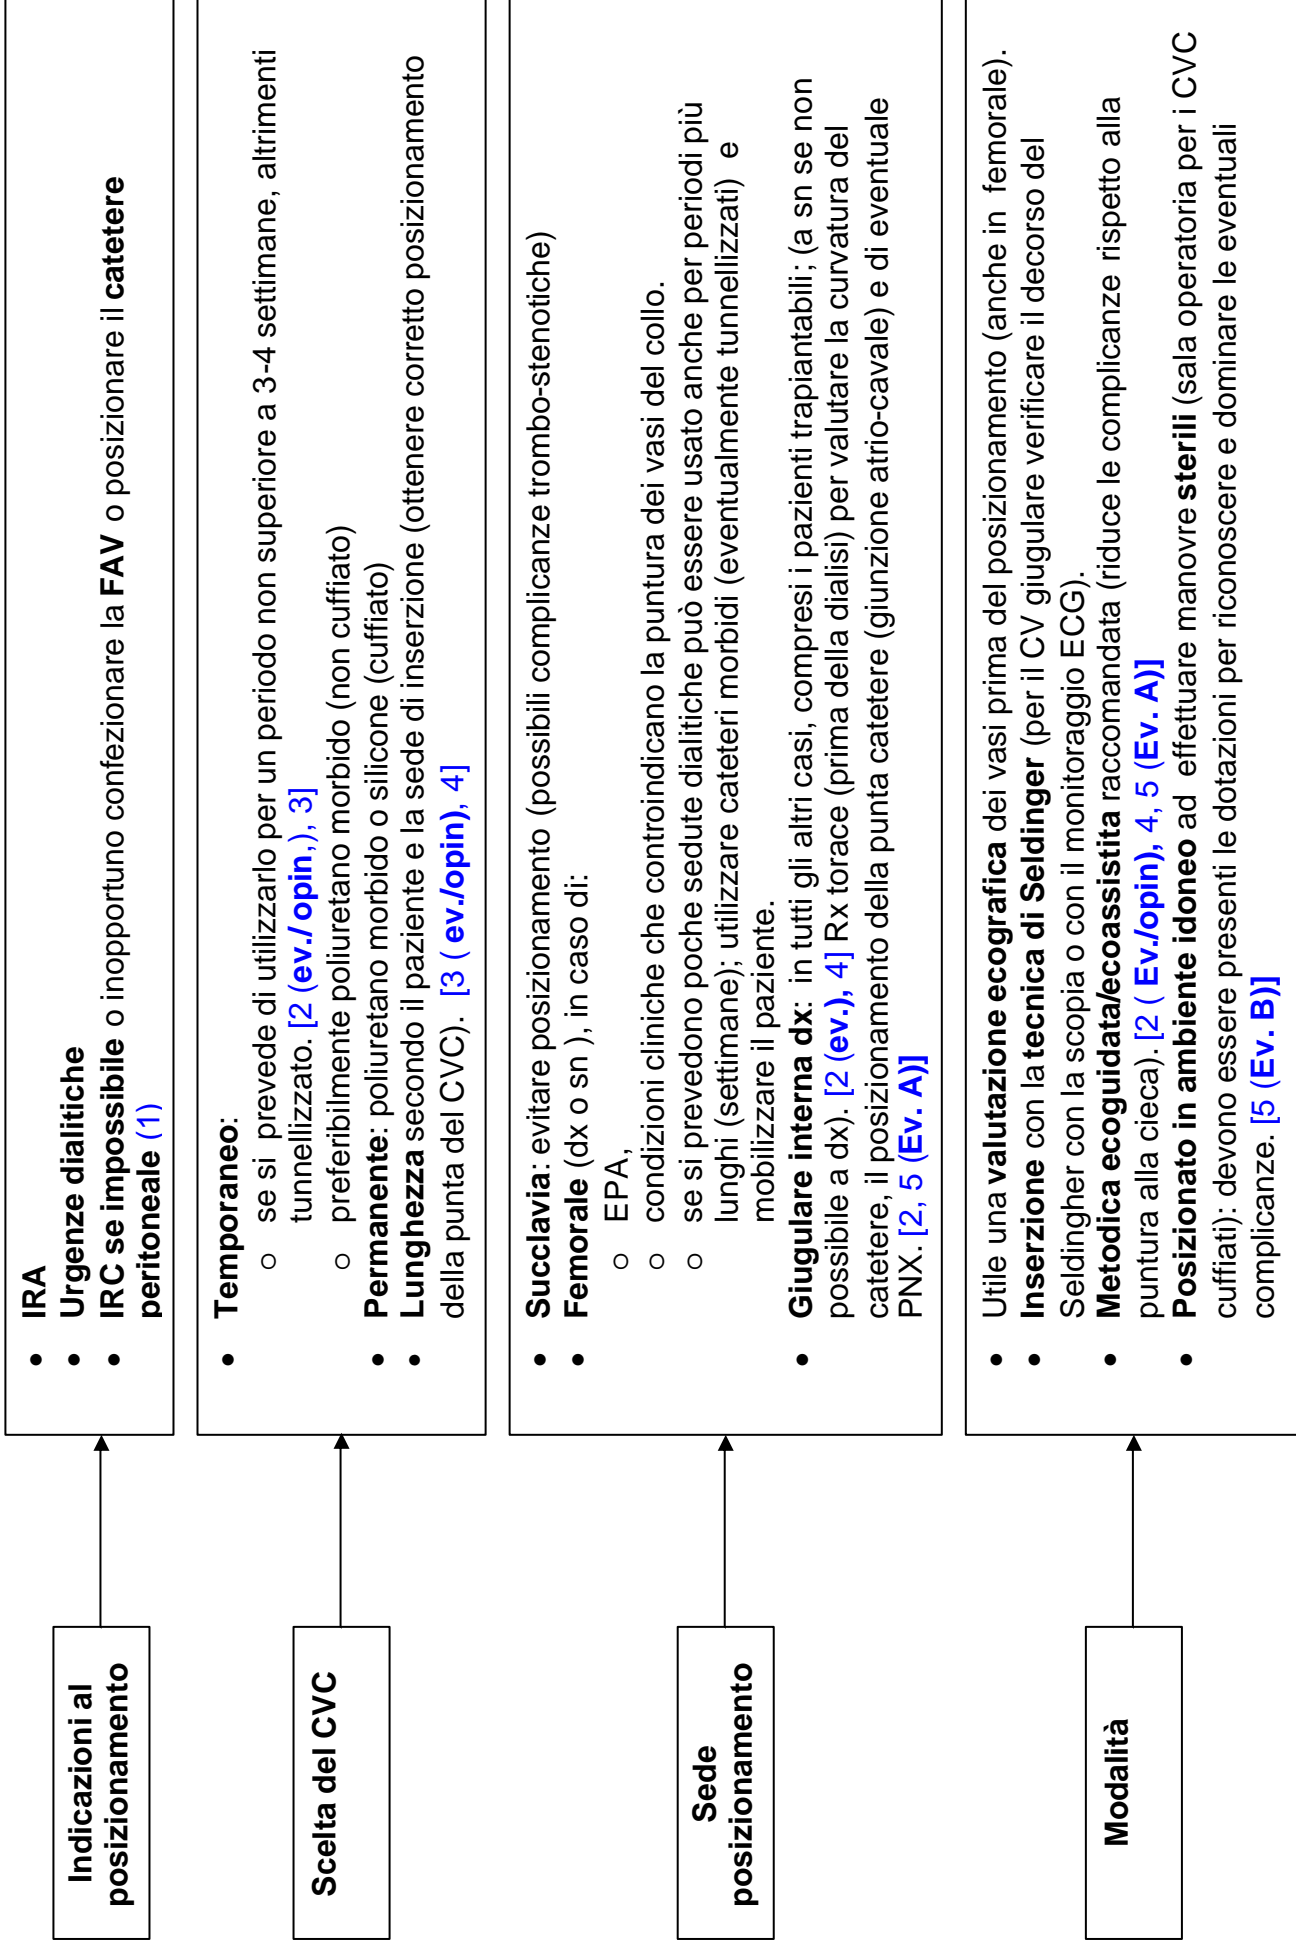 Indicazioni al
posizionamento
• IRA
• Urgenze dialitiche
• IRC se impossibile o inopportuno confezionare la FAV o posizionare il catetere
peritoneale (1)
Scelta del CVC
• Temporaneo:
o se si prevede di utilizzarlo per un periodo non superiore a 3-4 settimane, altrimenti
tunnellizzato. [2 (ev./ opin,), 3]
o preferibilmente poliuretano morbido (non cuffiato)
• Permanente: poliuretano morbido o silicone (cuffiato)
• Lunghezza secondo il paziente e la sede di inserzione (ottenere corretto posizionamento
della punta del CVC). [3 ( ev./opin), 4]
Sede
posizionamento
• Succlavia: evitare posizionamento (possibili complicanze trombo-stenotiche)
• Femorale (dx o sn ), in caso di:
o EPA,
o condizioni cliniche che controindicano la puntura dei vasi del collo.
o se si prevedono poche sedute dialitiche può essere usato anche per periodi più
lunghi (settimane); utilizzare cateteri morbidi (eventualmente tunnellizzati) e
mobilizzare il paziente.
• Giugulare interna dx: in tutti gli altri casi, compresi i pazienti trapiantabili; (a sn se non
possibile a dx). [2 (ev.), 4] Rx torace (prima della dialisi) per valutare la curvatura del
catetere, il posizionamento della punta catetere (giunzione atrio-cavale) e di eventuale
PNX. [2, 5 (Ev. A)]
Modalità
• Utile una valutazione ecografica dei vasi prima del posizionamento (anche in femorale).
• Inserzione con la tecnica di Seldinger (per il CV giugulare verificare il decorso del
Seldingher con la scopia o con il monitoraggio ECG).
• Metodica ecoguidata/ecoassistita raccomandata (riduce le complicanze rispetto alla
puntura alla cieca). [2 ( Ev./opin), 4, 5 (Ev. A)]
• Posizionato in ambiente idoneo ad effettuare manovre sterili (sala operatoria per i CVC
cuffiati): devono essere presenti le dotazioni per riconoscere e dominare le eventuali
complicanze. [5 (Ev. B)]